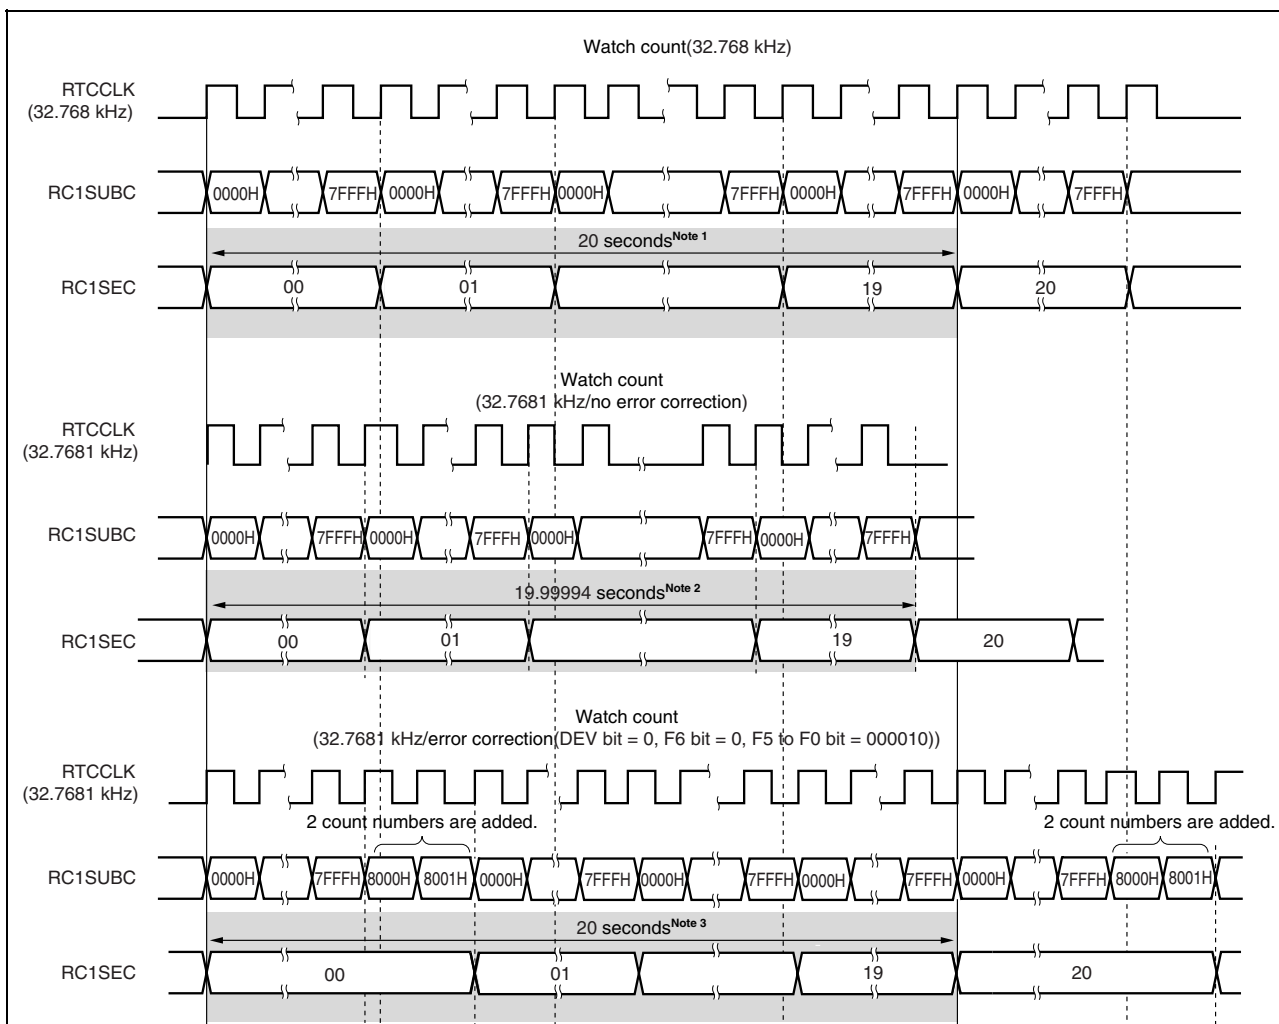 Watch count(32.768 kHz)
RTCCLK
(32.768 kHz)
RC1SUBC
0000H 7FFFH 0000H 7FFFH 0000H 7FFFH 0000H 7FFFH 0000H 7FFFH
20 seconds Note 1
RC1SEC
00 01 19 20
Watch count
(32.7681 kHz/no error correction)
RTCCLK
(32.7681 kHz)
RC1SUBC
0000H 7FFFH 0000H 7FFFH 0000H 7FFFH 0000H 7FFFH
19.99994 seconds Note 2
RC1SEC
00 01 19 20
Watch count
(32.7681 kHz/error correction(DEV bit = 0, F6 bit = 0, F5 to F0 bit = 000010))
RTCCLK
(32.7681 kHz)
2 count numbers are added. 2 count numbers are added.
RC1SUBC
0000H 7FFFH 8000H 8001H 0000H 7FFFH 0000H 7FFFH 0000H 7FFFH 0000H 7FFFH 8000H 8001H
20 seconds Note 3
RC1SEC
00 01 19 20